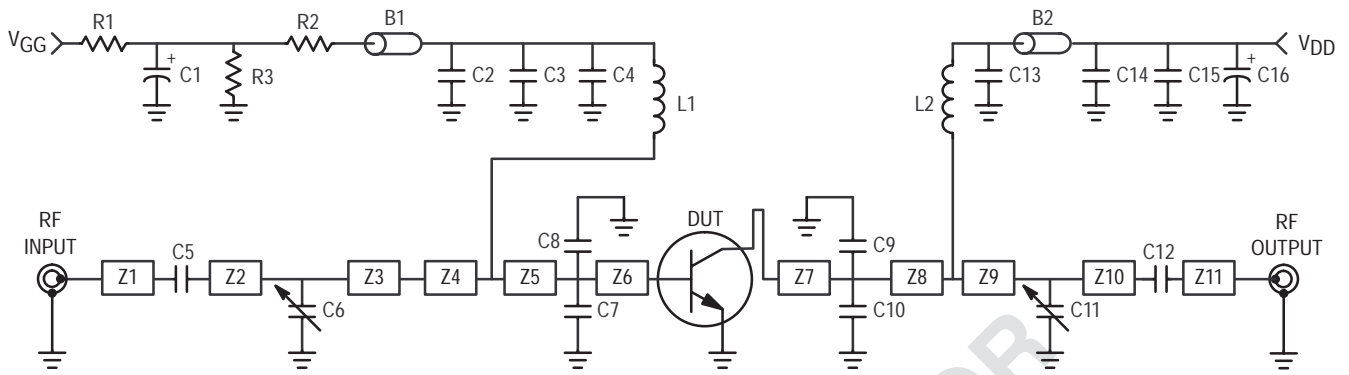 R1 R2 B1 B2
VGG VDD
+ C1 R3 C2 C3 C4 L1 L2 C13 C14 C15 + C16
RF INPUT
C5 C8 DUT C9 C12
RF OUTPUT
Z1 Z2 Z3 Z4 Z5 Z6 Z7 Z8 Z9 Z10 Z11
C6 C7 C10 C11
OR